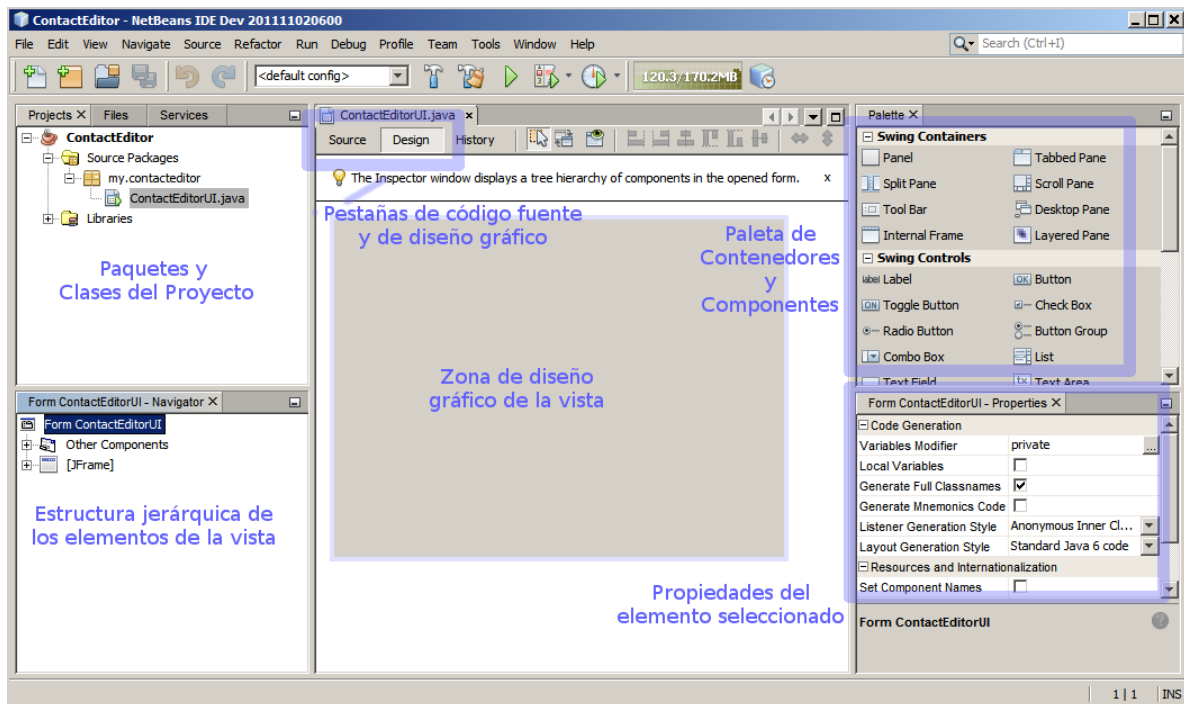 ContactEditor - NetBeans IDE Dev 201111020600
File Edit View Navigate Source Refactor Run Debug Profile Team Tools Window Help
Search (Ctrl+I)
<default config>
120.3/170.2MB
Projects Files Services
ContactEditor
Source Packages
my.contacteditor
ContactEditorUI.java
Libraries
Paquetes y
Clases del Proyecto
Form ContactEditorUI - Navigator
Form ContactEditorUI
Other Components
[JFrame]
Estructura jerárquica de
los elementos de la vista
ContactEditorUI.java
Source Design History
The Inspector window displays a tree hierarchy of components in the opened form. x
Pestañas de código fuente
y de diseño gráfico
Paleta de
Contenedores
y
Componentes
Zona de diseño
gráfico de la vista
Propiedades del
elemento seleccionado
Palette
Swing Containers
Panel Tabbed Pane
Split Pane Scroll Pane
Tool Bar Desktop Pane
Internal Frame Layered Pane
Swing Controls
label Label OK Button
ON Toggle Button Check Box
Radio Button Button Group
Combo Box List
Text Field Text Area
Form ContactEditorUI - Properties
Code Generation
Variables Modifier private ...
Local Variables
Generate Full Classnames
Generate Mnemonics Code
Listener Generation Style Anonymous Inner Cl...
Layout Generation Style Standard Java 6 code
Resources and Internationalization
Set Component Names
Form ContactEditorUI
?
1 | 1 INS